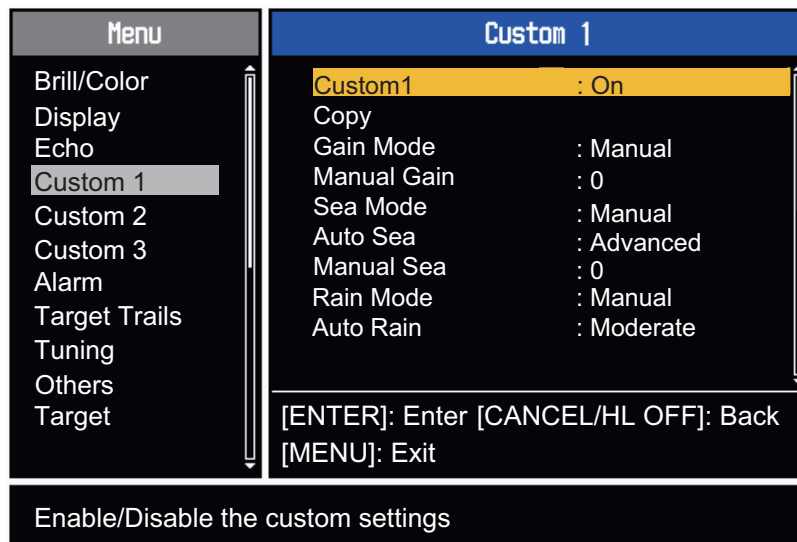 Menu
Brill/Color
Display
Echo
Custom 1
Custom 2
Custom 3
Alarm
Target Trails
Tuning
Others
Target
Custom 1
Custom1 : On
Copy
Gain Mode : Manual
Manual Gain : 0
Sea Mode : Manual
Auto Sea : Advanced
Manual Sea : 0
Rain Mode : Manual
Auto Rain : Moderate
[ENTER]: Enter [CANCEL/HL OFF]: Back
[MENU]: Exit
Enable/Disable the custom settings